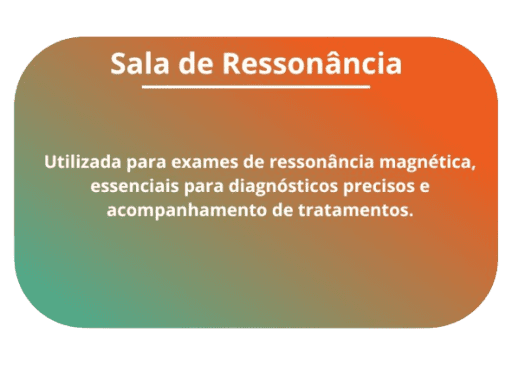 Sala de Ressonância
Utilizada para exames de ressonância magnética,
essenciais para diagnósticos precisos e
acompanhamento de tratamentos.